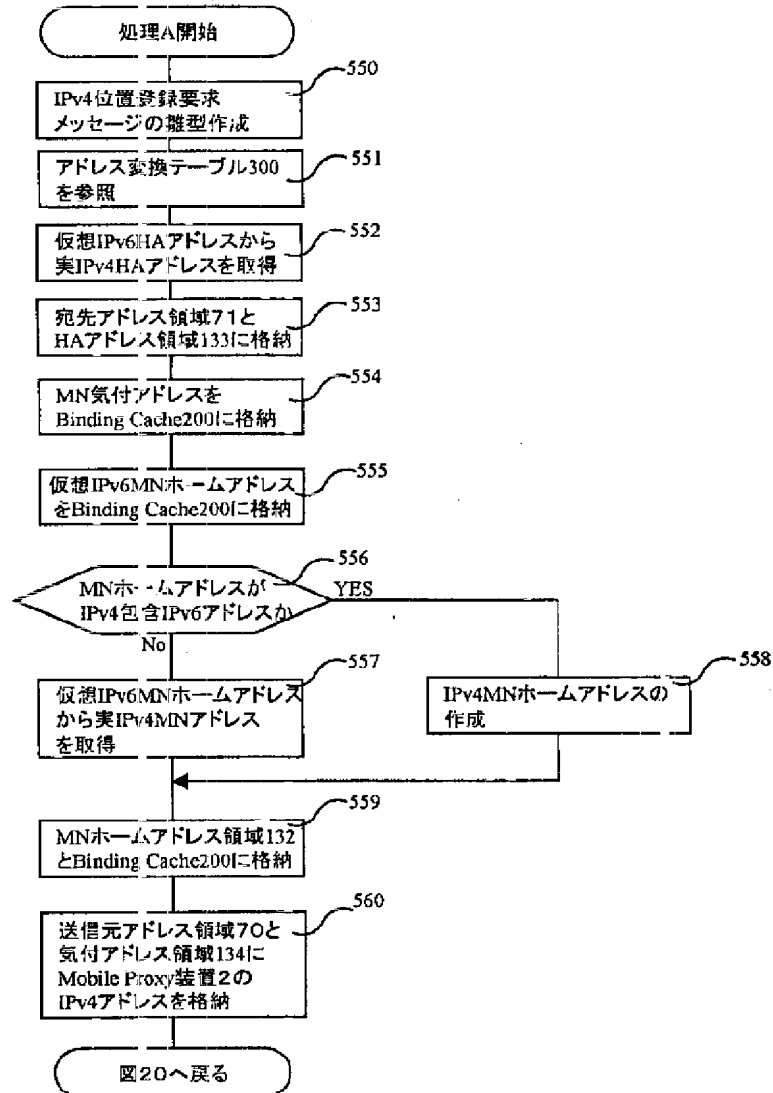 処理A開始
550
IPv4位置登録要求
メッセージの雛型作成
551
アドレス変換テーブル300
を参照
552
仮想IPv6HAアドレスから
実IPv4HAアドレスを取得
553
宛先アドレス領域71と
HAアドレス領域133に格納
554
MN気付アドレスを
Binding Cache200に格納
555
仮想IPv6MNホームアドレス
をBinding Cache200に格納
556
MNホームアドレスが
IPv4包含IPv6アドレスか
YES
No
557
仮想IPv6MNホームアドレス
から実IPv4MNアドレス
を取得
558
IPv4MNホームアドレスの
作成
559
MNホームアドレス領域132
とBinding Cache200に格納
560
送信元アドレス領域70と
気付アドレス領域134に
Mobile Proxy装置2の
IPv4アドレスを格納
図20へ戻る